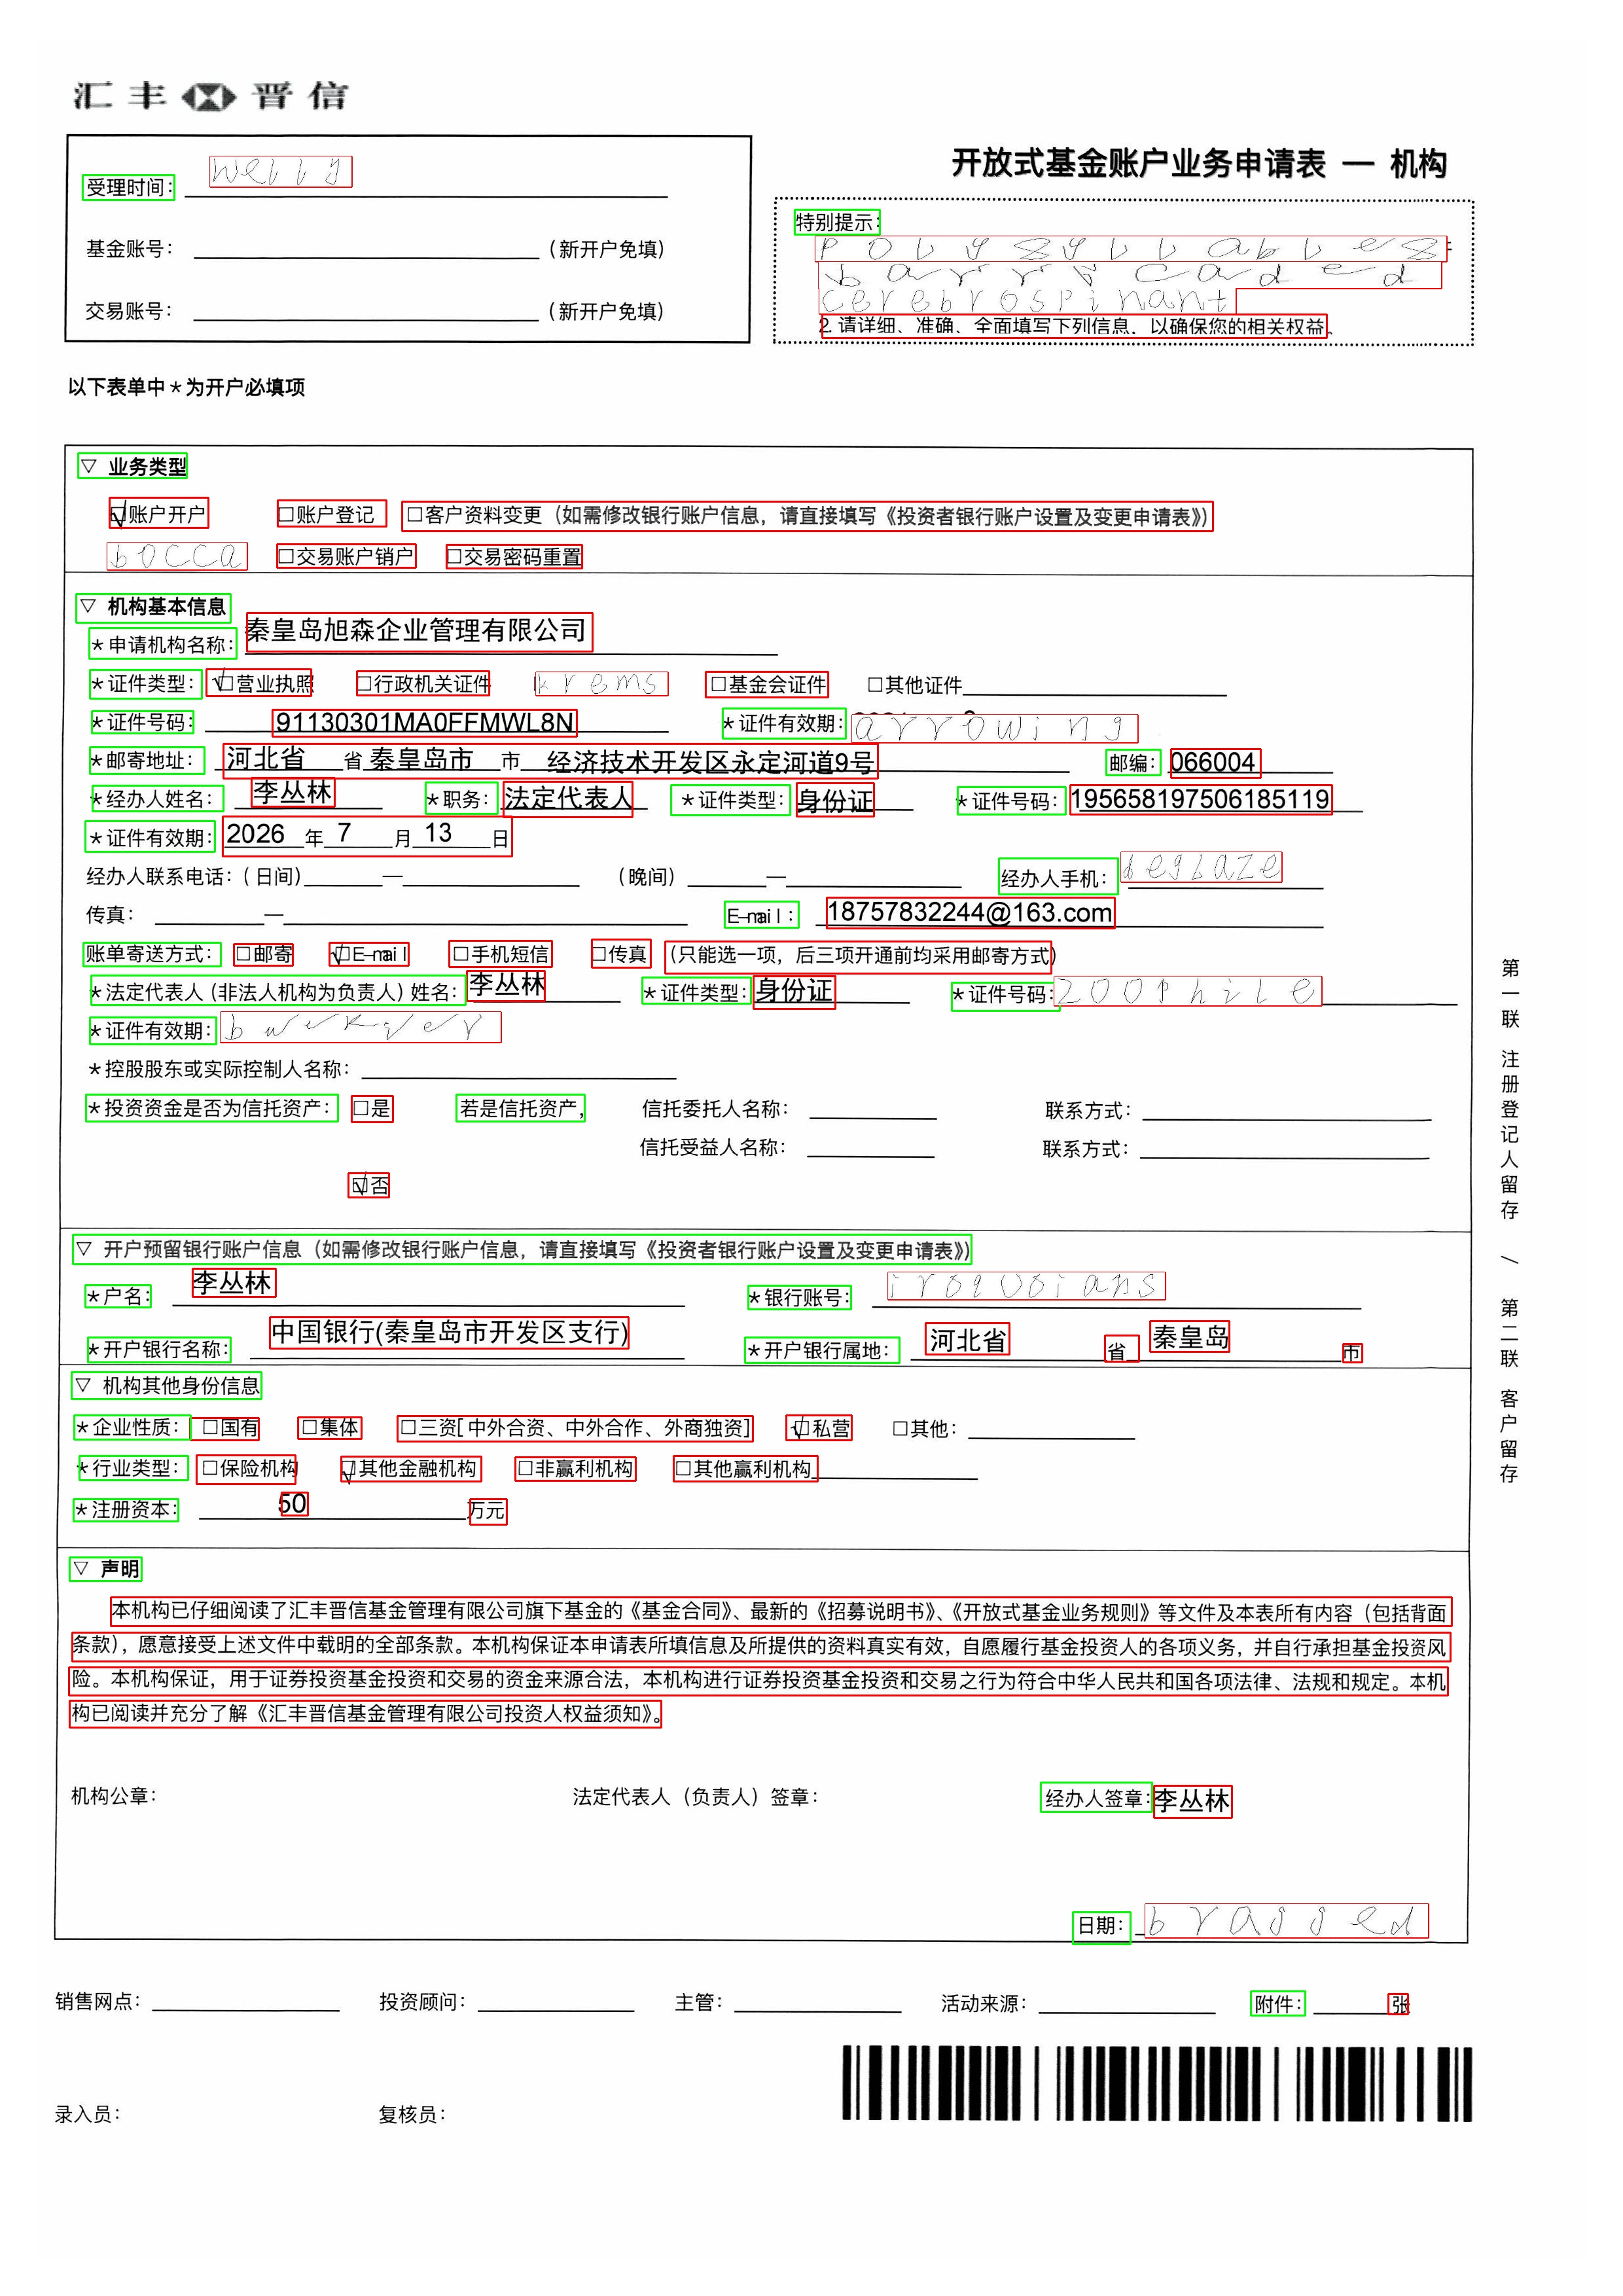 汇丰 晋信
开放式基金账户业务申请表 — 机构
受理时间: welly
基金账号: （新开户免填）
交易账号: （新开户免填）
特别提示:
polysyllables
barrycaded
cerebrospinant
2. 请详细、准确、全面填写下列信息，以确保您的相关权益。
以下表单中*为开户必填项
▽ 业务类型
☑账户开户 □账户登记 □客户资料变更（如需修改银行账户信息，请直接填写《投资者银行账户设置及变更申请表》）
bocca □交易账户销户 □交易密码重置
▽ 机构基本信息
*申请机构名称: 秦皇岛旭森企业管理有限公司
*证件类型: ☑营业执照 □行政机关证件 krems □基金会证件 □其他证件
*证件号码: 91130301MA0FFMWL8N *证件有效期: arrowing
*邮寄地址: 河北省 省 秦皇岛市 市 经济技术开发区永定河道9号 邮编: 066004
*经办人姓名: 李丛林 *职务: 法定代表人 *证件类型: 身份证 *证件号码: 195658197506185119
*证件有效期: 2026 年 7 月 13 日
经办人联系电话:（日间） — （晚间） — 经办人手机: deglaze
传真: — E-mail: 18757832244@163.com
账单寄送方式: □邮寄 ☑E-mail □手机短信 □传真 （只能选一项，后三项开通前均采用邮寄方式）
*法定代表人（非法人机构为负责人）姓名: 李丛林 *证件类型: 身份证 *证件号码: zoophile
*证件有效期:
*控股股东或实际控制人名称:
*投资资金是否为信托资产: □是 若是信托资产, 信托委托人名称: 联系方式:
信托受益人名称: 联系方式:
☑否
▽ 开户预留银行账户信息（如需修改银行账户信息，请直接填写《投资者银行账户设置及变更申请表》）
*户名: 李丛林 *银行账号: iroquoians
*开户银行名称: 中国银行(秦皇岛市开发区支行) *开户银行属地: 河北省 省 秦皇岛 市
▽ 机构其他身份信息
*企业性质: □国有 □集体 □三资[中外合资、中外合作、外商独资] ☑私营 □其他:
*行业类型: □保险机构 ☑其他金融机构 □非赢利机构 □其他赢利机构
*注册资本: 50 万元
▽ 声明
本机构已仔细阅读了汇丰晋信基金管理有限公司旗下基金的《基金合同》、最新的《招募说明书》、《开放式基金业务规则》等文件及本表所有内容（包括背面
条款），愿意接受上述文件中载明的全部条款。本机构保证本申请表所填信息及所提供的资料真实有效，自愿履行基金投资人的各项义务，并自行承担基金投资风
险。本机构保证，用于证券投资基金投资和交易的资金来源合法，本机构进行证券投资基金投资和交易之行为符合中华人民共和国各项法律、法规和规定。本机
构已阅读并充分了解《汇丰晋信基金管理有限公司投资人权益须知》。
机构公章: 法定代表人（负责人）签章: 经办人签章: 李丛林
日期: brajjed
销售网点: 投资顾问: 主管: 活动来源: 附件: 张
录入员: 复核员:
第一联 注册登记人留存 / 第二联 客户留存